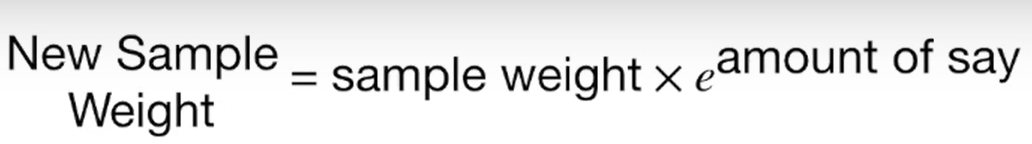 New Sample
Weight = sample weight × e^amount of say